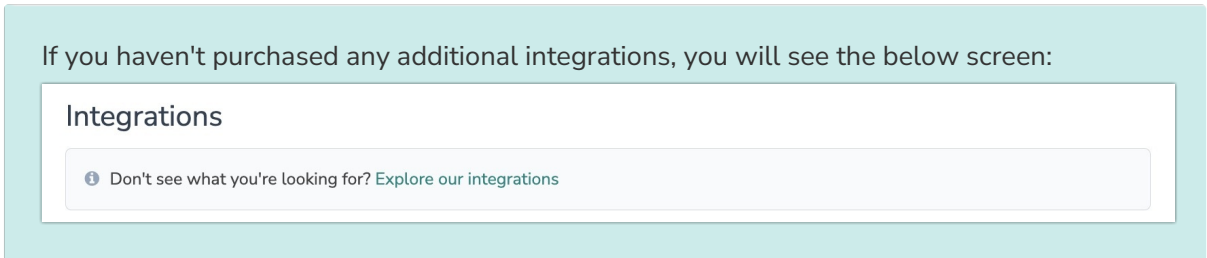 If you haven't purchased any additional integrations, you will see the below screen:
Integrations
Don't see what you're looking for? Explore our integrations